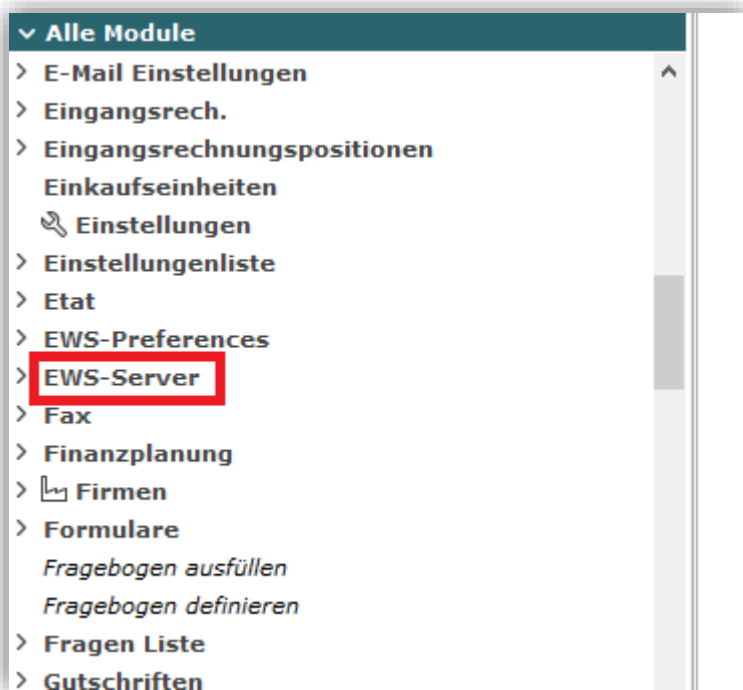 Alle Module
E-Mail Einstellungen
Eingangsrech.
Eingangsrechnungspositionen
Einkaufseinheiten
Einstellungen
Einstellungenliste
Etat
EWS-Preferences
EWS-Server
Fax
Finanzplanung
Firmen
Formulare
Fragebogen ausfüllen
Fragebogen definieren
Fragen Liste
Gutschriften